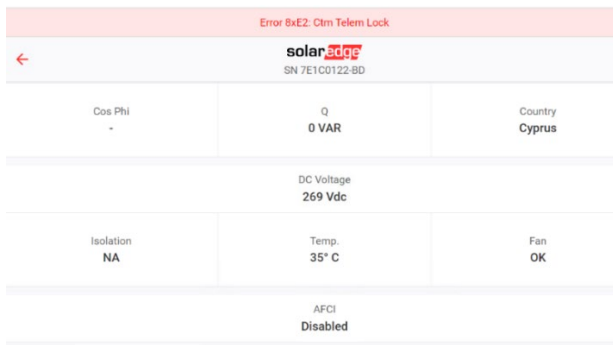 Error 8xE2: Ctm Telem Lock
solaredge
SN 7E1C0122-BD
Cos Phi
-
Q
0 VAR
Country
Cyprus
DC Voltage
269 Vdc
Isolation
NA
Temp.
35° C
Fan
OK
AFCI
Disabled